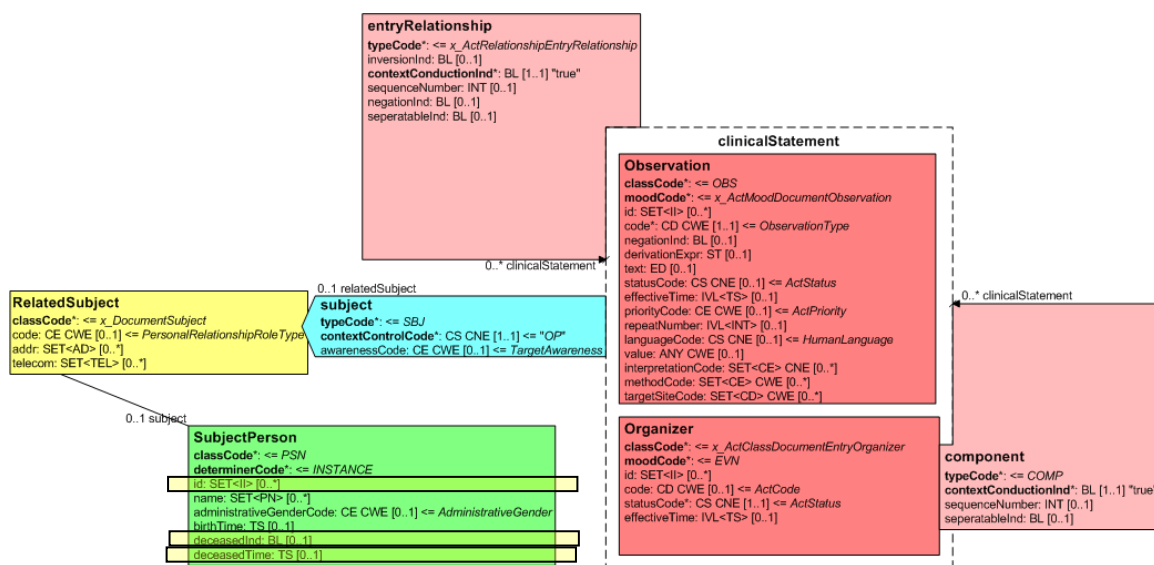 entryRelationship
typeCode*: <= x_ActRelationshipEntryRelationship
inversionInd: BL [0..1]
contextConductionInd*: BL [1..1] "true"
sequenceNumber: INT [0..1]
negationInd: BL [0..1]
seperatableInd: BL [0..1]
0..* clinicalStatement
clinicalStatement
Observation
classCode*: <= OBS
moodCode*: <= x_ActMoodDocumentObservation
id: SET<II> [0..*]
code*: CD CWE [1..1] <= ObservationType
negationInd: BL [0..1]
derivationExpr: ST [0..1]
text: ED [0..1]
statusCode: CS CNE [0..1] <= ActStatus
effectiveTime: IVL<TS> [0..1]
priorityCode: CE CWE [0..1] <= ActPriority
repeatNumber: IVL<INT> [0..1]
languageCode: CS CNE [0..1] <= HumanLanguage
value: ANY CWE [0..1]
interpretationCode: SET<CE> CNE [0..*]
methodCode: SET<CE> CWE [0..*]
targetSiteCode: SET<CD> CWE [0..*]
0..1 relatedSubject
subject
typeCode*: <= SBJ
contextControlCode*: CS CNE [1..1] <= "OP"
awarenessCode: CE CWE [0..1] <= TargetAwareness
RelatedSubject
classCode*: <= x_DocumentSubject
code: CE CWE [0..1] <= PersonalRelationshipRoleType
addr: SET<AD> [0..*]
telecom: SET<TEL> [0..*]
0..1 subject
SubjectPerson
classCode*: <= PSN
determinerCode*: <= INSTANCE
id: SET<II> [0..*]
name: SET<PN> [0..*]
administrativeGenderCode: CE CWE [0..1] <= AdministrativeGender
birthTime: TS [0..1]
deceasedInd: BL [0..1]
deceasedTime: TS [0..1]
Organizer
classCode*: <= x_ActClassDocumentEntryOrganizer
moodCode*: <= EVN
id: SET<II> [0..*]
code: CD CWE [0..1] <= ActCode
statusCode*: CS CNE [1..1] <= ActStatus
effectiveTime: IVL<TS> [0..1]
0..* clinicalStatement
component
typeCode*: <= COMP
contextConductionInd*: BL [1..1] "true"
sequenceNumber: INT [0..1]
seperatableInd: BL [0..1]